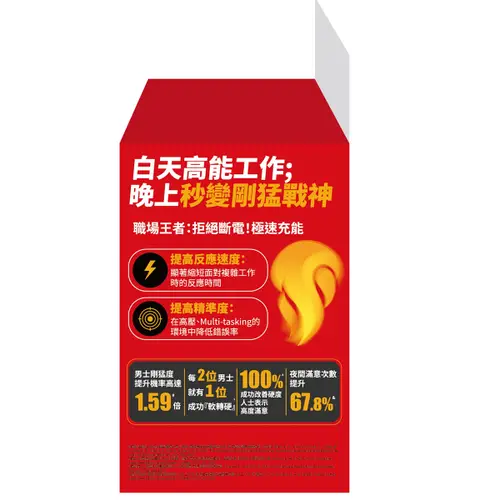 白天高能工作;
晚上秒變剛猛戰神
職場王者:拒絕斷電!極速充能
提高反應速度:
顯著縮短面對複雜工作
時的反應時間
提高精準度:
在高壓、Multi-tasking的
環境中降低錯誤率
男士剛猛度
提升機率高達
1.59倍
每2位男士
就有1位
成功『軟轉硬』
100%
成功改善硬度
人士表示
高度滿意
夜間滿意次數
提升
67.8%